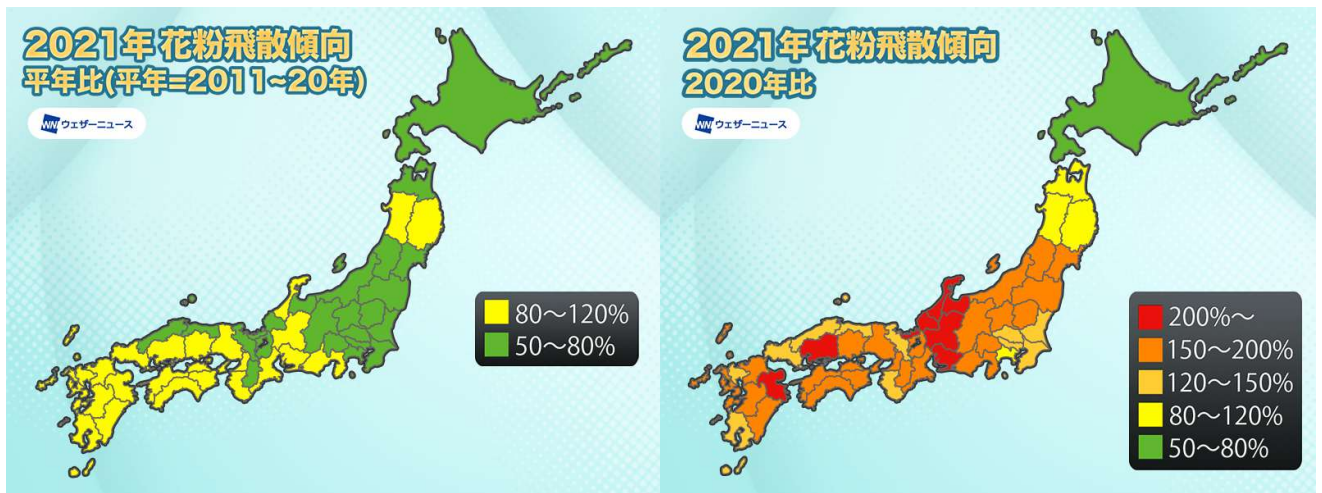 2021年 花粉飛散傾向
平年比(平年=2011~20年)
WN ウェザーニュース
80～120%
50～80%
2021年 花粉飛散傾向
2020年比
WN ウェザーニュース
200%～
150～200%
120～150%
80～120%
50～80%